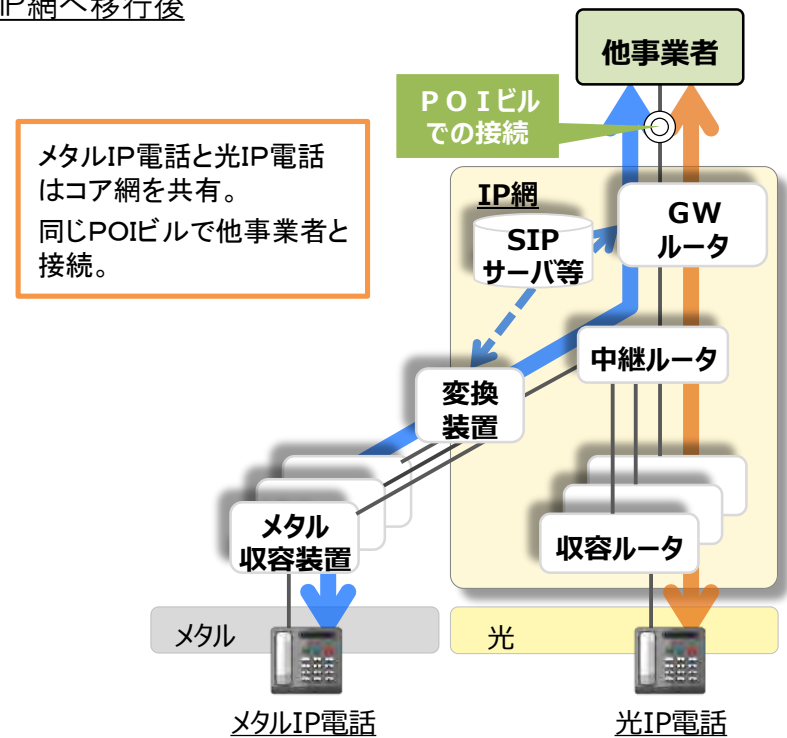 IP網へ移行後
他事業者
ＰＯＩビル
での接続
メタルIP電話と光IP電話
はコア網を共有。
同じPOIビルで他事業者と
接続。
IP網
GW
ルータ
SIP
サーバ等
中継ルータ
変換
装置
メタル
収容装置
収容ルータ
メタル
光
メタルIP電話
光IP電話